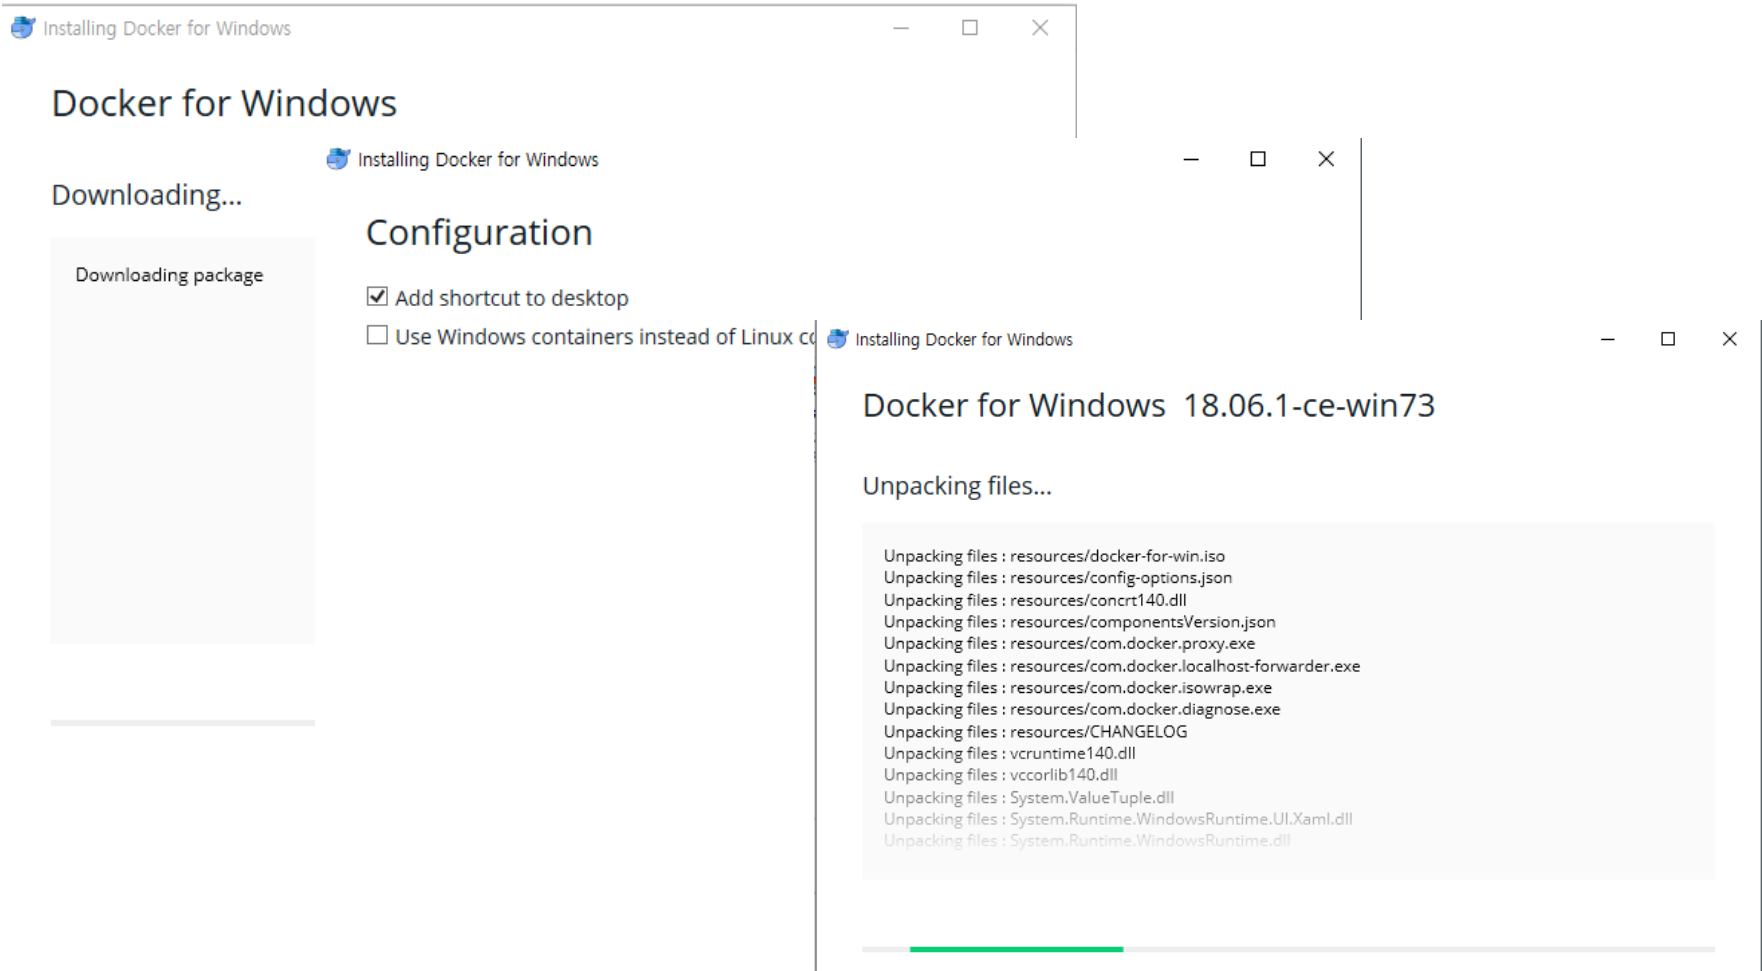 Installing Docker for Windows
Docker for Windows
Downloading...
Downloading package
Installing Docker for Windows
Configuration
Add shortcut to desktop
Use Windows containers instead of Linux
Installing Docker for Windows
Docker for Windows 18.06.1-ce-win73
Unpacking files...
Unpacking files : resources/docker-for-win.iso
Unpacking files : resources/config-options.json
Unpacking files : resources/concrt140.dll
Unpacking files : resources/componentsVersion.json
Unpacking files : resources/com.docker.proxy.exe
Unpacking files : resources/com.docker.localhost-forwarder.exe
Unpacking files : resources/com.docker.isowrap.exe
Unpacking files : resources/com.docker.diagnose.exe
Unpacking files : resources/CHANGELOG
Unpacking files : vcruntime140.dll
Unpacking files : vccorlib140.dll
Unpacking files : System.ValueTuple.dll
Unpacking files : System.Runtime.WindowsRuntime.UI.Xaml.dll
Unpacking files : System.Runtime.WindowsRuntime.dll